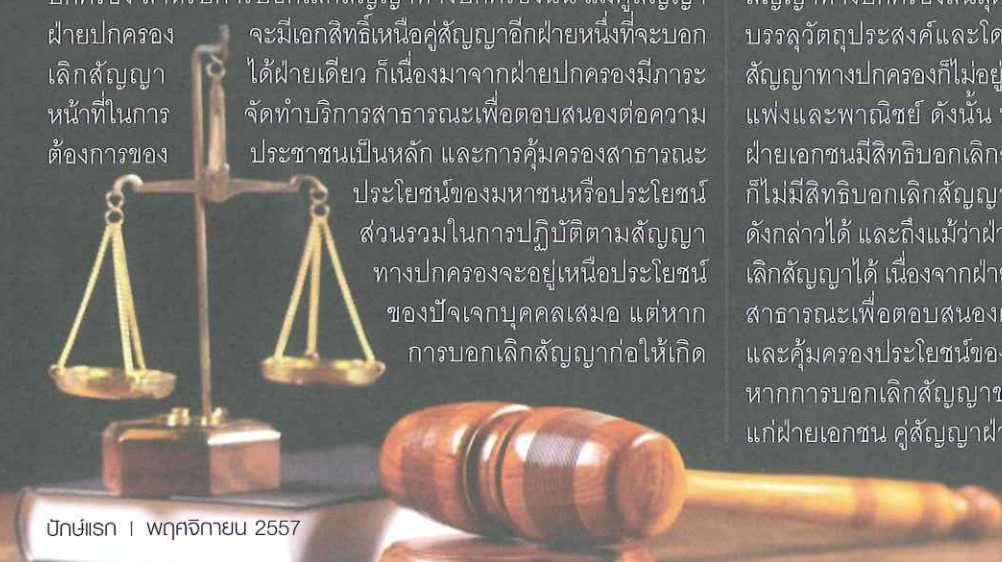 ฝ่ายปกครอง จะมีเอกสิทธิ์เหนือคู่สัญญาอีกฝ่ายหนึ่งที่จะบอก
เลิกสัญญา ได้ฝ่ายเดียว ก็เนื่องมาจากฝ่ายปกครองมีภาระ
หน้าที่ในการ จัดทำบริการสาธารณะเพื่อตอบสนองต่อความ
ต้องการของ ประชาชนเป็นหลัก และการคุ้มครองสาธารณะ
ประโยชน์ของมหาชนหรือประโยชน์
ส่วนรวมในการปฏิบัติตามสัญญา
ทางปกครองจะอยู่เหนือประโยชน์
ของปัจเจกบุคคลเสมอ แต่หาก
การบอกเลิกสัญญาก่อให้เกิด
บรรลุวัตถุประสงค์และโด
สัญญาทางปกครองก็ไม่อยู่
แพ่งและพาณิชย์ ดังนั้น
ฝ่ายเอกชนมีสิทธิบอกเลิก
ก็ไม่มีสิทธิบอกเลิกสัญญา
ดังกล่าวได้ และถึงแม้ว่าฝ่า
เลิกสัญญาได้ เนื่องจากฝ่าย
สาธารณะเพื่อตอบสนอง
และคุ้มครองประโยชน์ของ
หากการบอกเลิกสัญญาข
แก่ฝ่ายเอกชน คู่สัญญาฝ่า
ปักษ์แรก | พฤศจิกายน 2557